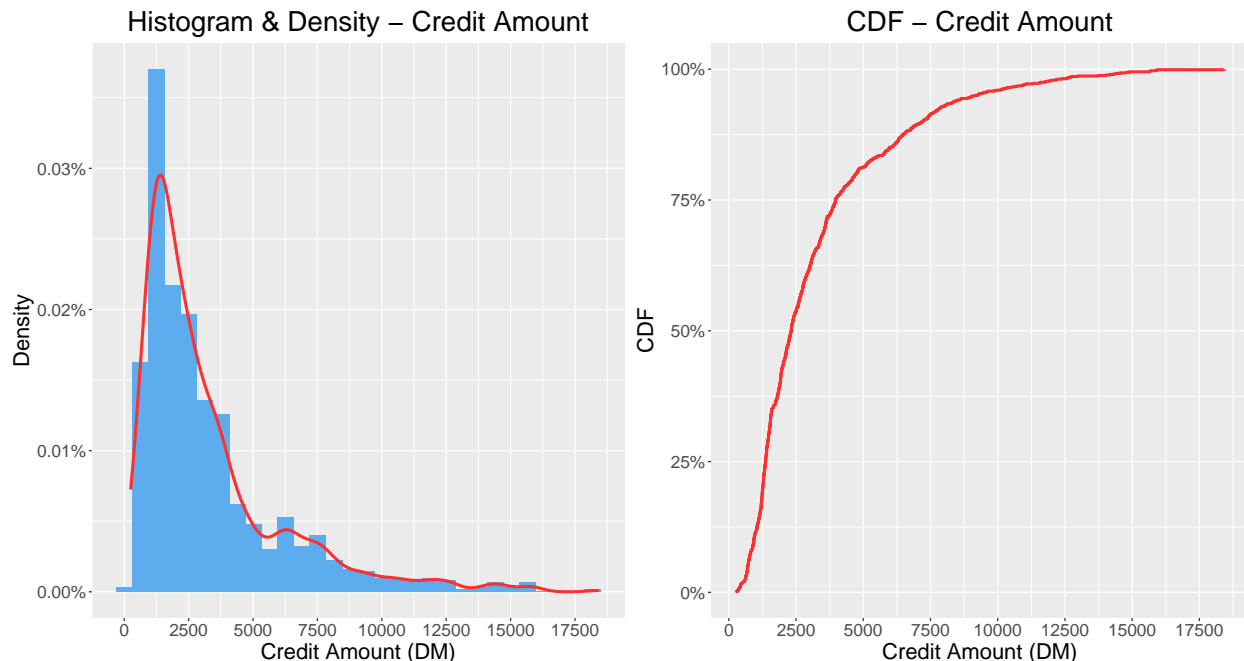 Histogram & Density – Credit Amount
0.03%
0.02%
0.01%
0.00%
Density
0 2500 5000 7500 10000 12500 15000 17500
Credit Amount (DM)
CDF – Credit Amount
100%
75%
50%
25%
0%
CDF
0 2500 5000 7500 10000 12500 15000 17500
Credit Amount (DM)